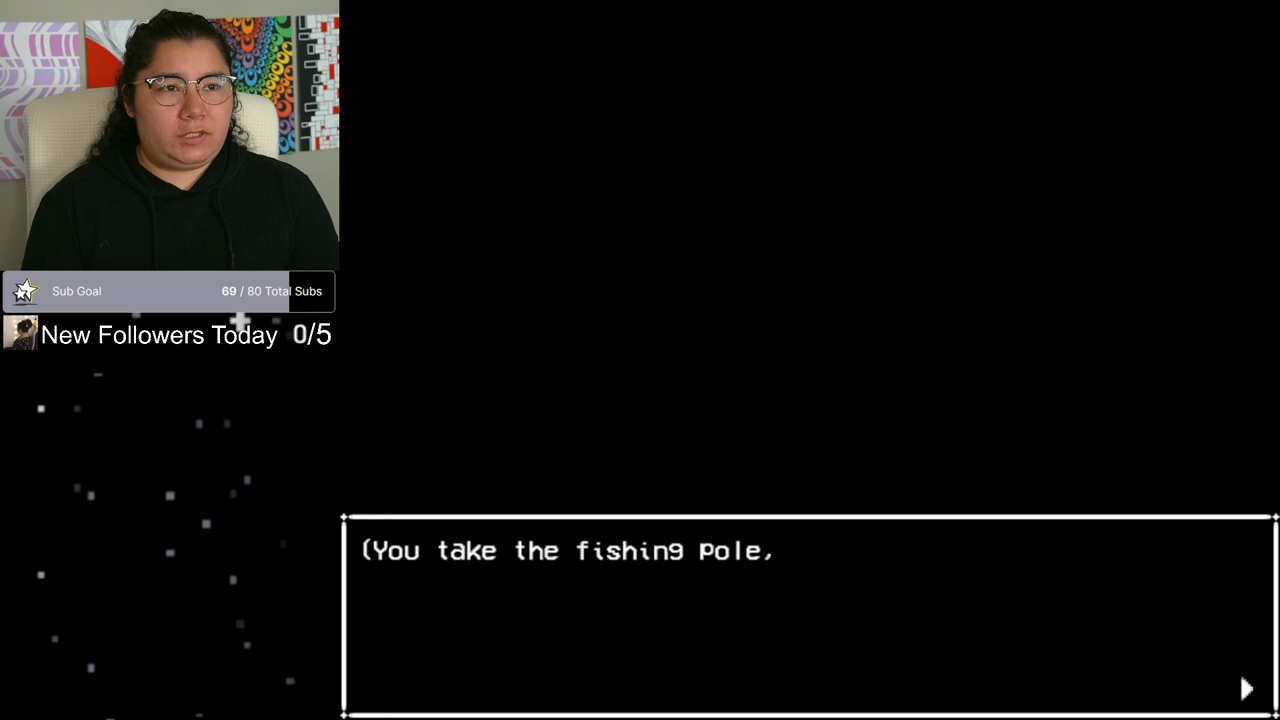 Sub Goal 69 / 80 Total Subs
New Followers Today 0/5
(You take the fishing pole,